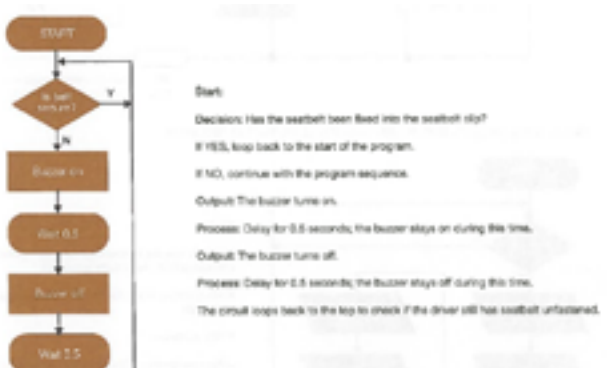 START
Is belt
secure?
Y
N
Buzzer on
Wait 0.5
Buzzer off
Wait 0.5
Start:
Decision: Has the seatbelt been fixed into the seatbelt clip?
If YES, loop back to the start of the program.
If NO, continue with the program sequence.
Output: The buzzer turns on.
Process: Delay for 0.5 seconds; the buzzer stays on during this time.
Output: The buzzer turns off.
Process: Delay for 0.5 seconds; the Buzzer stays off during this time.
The circuit loops back to the top to check if the driver still has seatbelt unfastened.